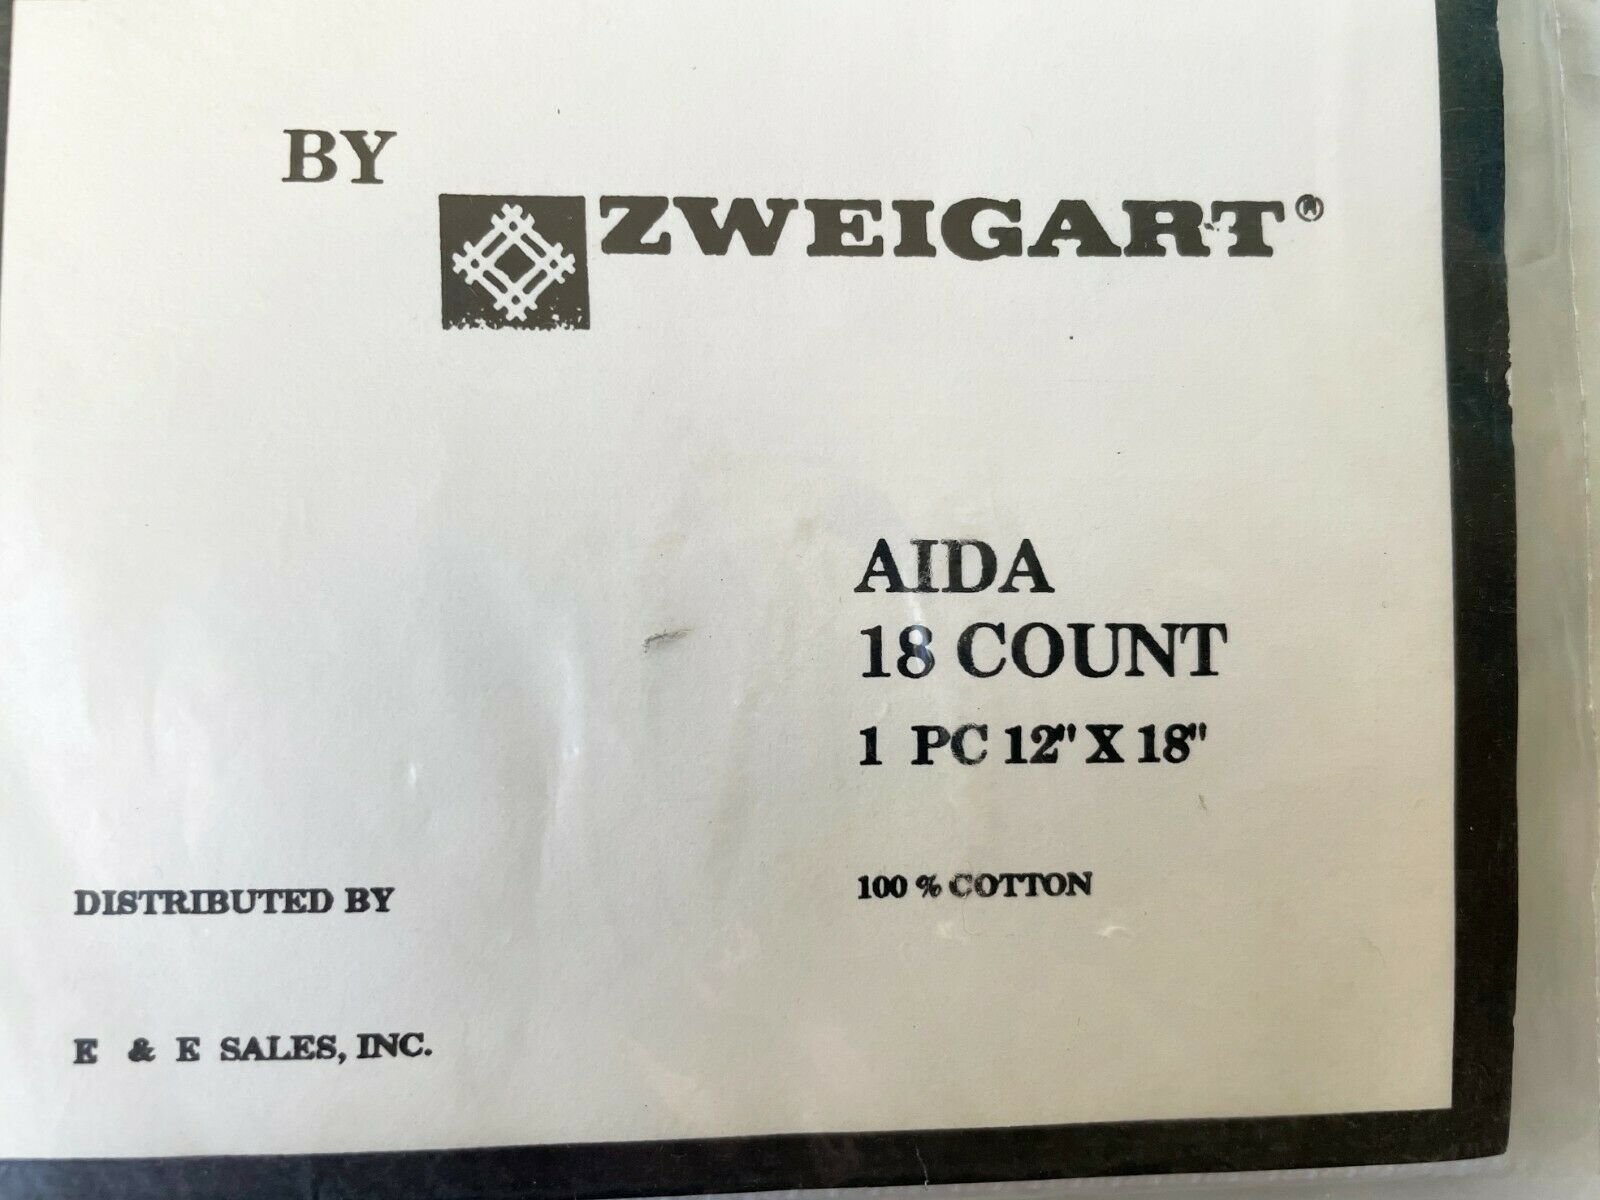 BY
ZWEIGART®
AIDA
18 COUNT
1 PC 12" X 18"
100 % COTTON
DISTRIBUTED BY
E & E SALES, INC.